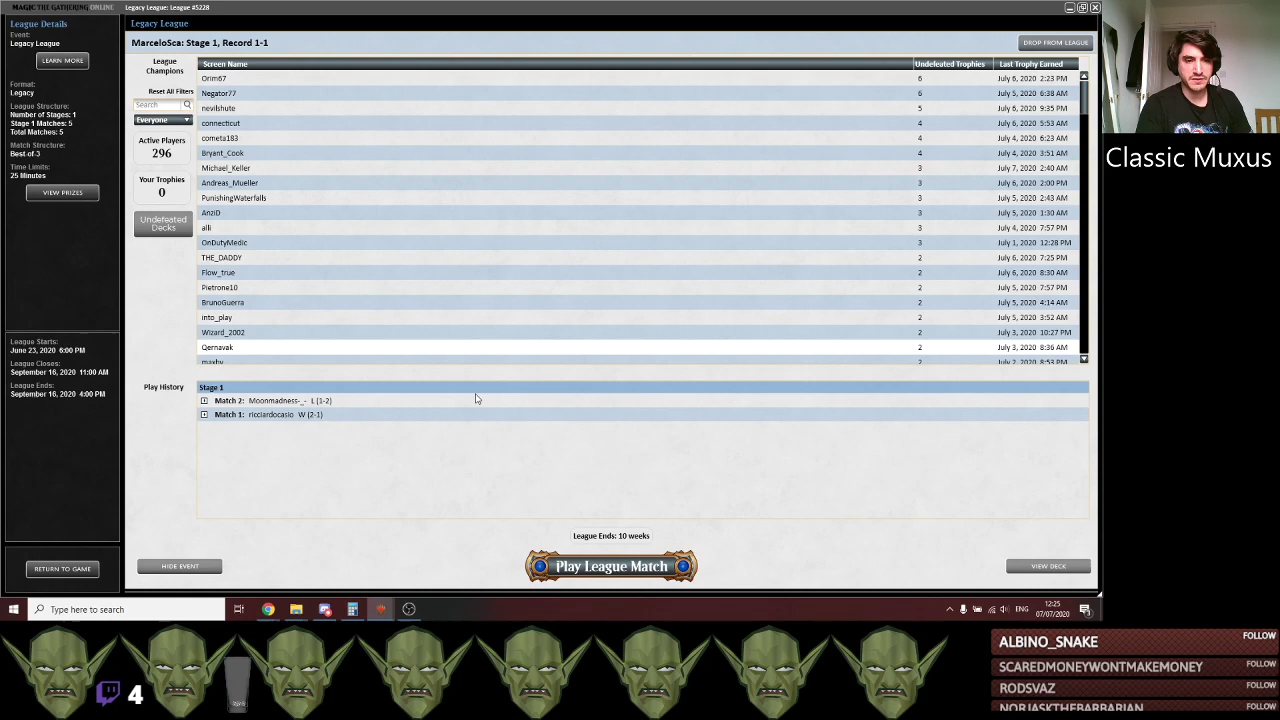 MAGIC THE GATHERING ONLINE
Legacy League: League #5228
League Details
Event:
Legacy League
LEARN MORE
Format:
Legacy
League Structure:
Number of Stages: 1
Stage 1 Matches: 5
Total Matches: 5
Match Structure:
Best of 3
Time Limits:
25 Minutes
VIEW PRIZES
League Starts:
June 23, 2020 6:00 PM
League Closes:
September 16, 2020 11:00 AM
League Ends:
September 16, 2020 4:00 PM
RETURN TO GAME
Legacy League
MarceloSca: Stage 1, Record 1-1
DROP FROM LEAGUE
League Champions
Reset All Filters
Search
Everyone
Active Players
296
Your Trophies
0
Undefeated Decks
Screen Name Undefeated Trophies Last Trophy Earned
Orim67 6 July 6, 2020 2:23 PM
Negator77 6 July 5, 2020 6:38 AM
nevilshute 5 July 6, 2020 9:35 PM
connecticut 4 July 6, 2020 5:53 AM
cometa183 4 July 4, 2020 6:23 AM
Bryant_Cook 4 July 4, 2020 3:51 AM
Michael_Keller 3 July 7, 2020 2:40 AM
Andreas_Mueller 3 July 6, 2020 2:00 PM
PunishingWaterfalls 3 July 5, 2020 2:43 AM
AnziD 3 July 5, 2020 1:30 AM
alli 3 July 4, 2020 7:57 PM
OnDutyMedic 3 July 1, 2020 12:28 PM
THE_DADDY 2 July 6, 2020 7:25 PM
Flow_true 2 July 6, 2020 8:30 AM
Pietrone10 2 July 5, 2020 7:57 PM
BrunoGuerra 2 July 5, 2020 4:14 AM
into_play 2 July 5, 2020 3:52 AM
Wizard_2002 2 July 3, 2020 10:27 PM
Qernavak 2 July 3, 2020 8:36 AM
2 July 2, 2020 8:53 PM
Play History
Stage 1
Match 2: Moonmadness-_- L (1-2)
Match 1: ricciardocasio W (2-1)
League Ends: 10 weeks
HIDE EVENT
Play League Match
VIEW DECK
Type here to search
ENG
12:25
07/07/2020
Classic Muxus
4
ALBINO_SNAKE FOLLOW
SCAREDMONEYWONTMAKEMONEY FOLLOW
RODSVAZ FOLLOW
NORJASKTHEBARBARIAN FOLLOW